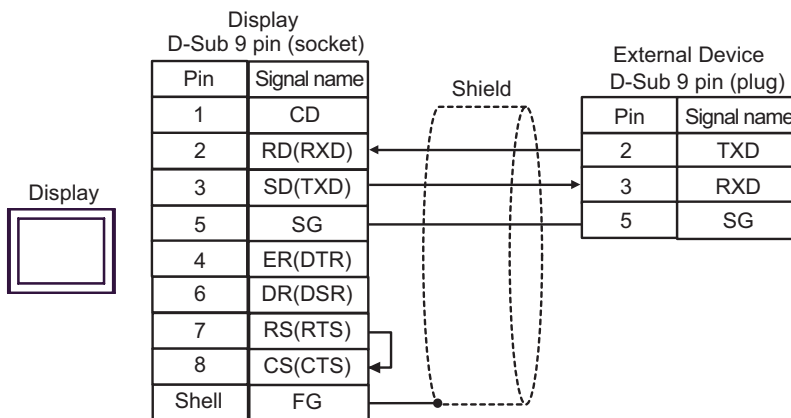 Display
D-Sub 9 pin (socket)
Pin Signal name
1 CD
2 RD(RXD)
3 SD(TXD)
5 SG
4 ER(DTR)
6 DR(DSR)
7 RS(RTS)
8 CS(CTS)
Shell FG
Display
Shield
External Device
D-Sub 9 pin (plug)
Pin Signal name
2 TXD
3 RXD
5 SG